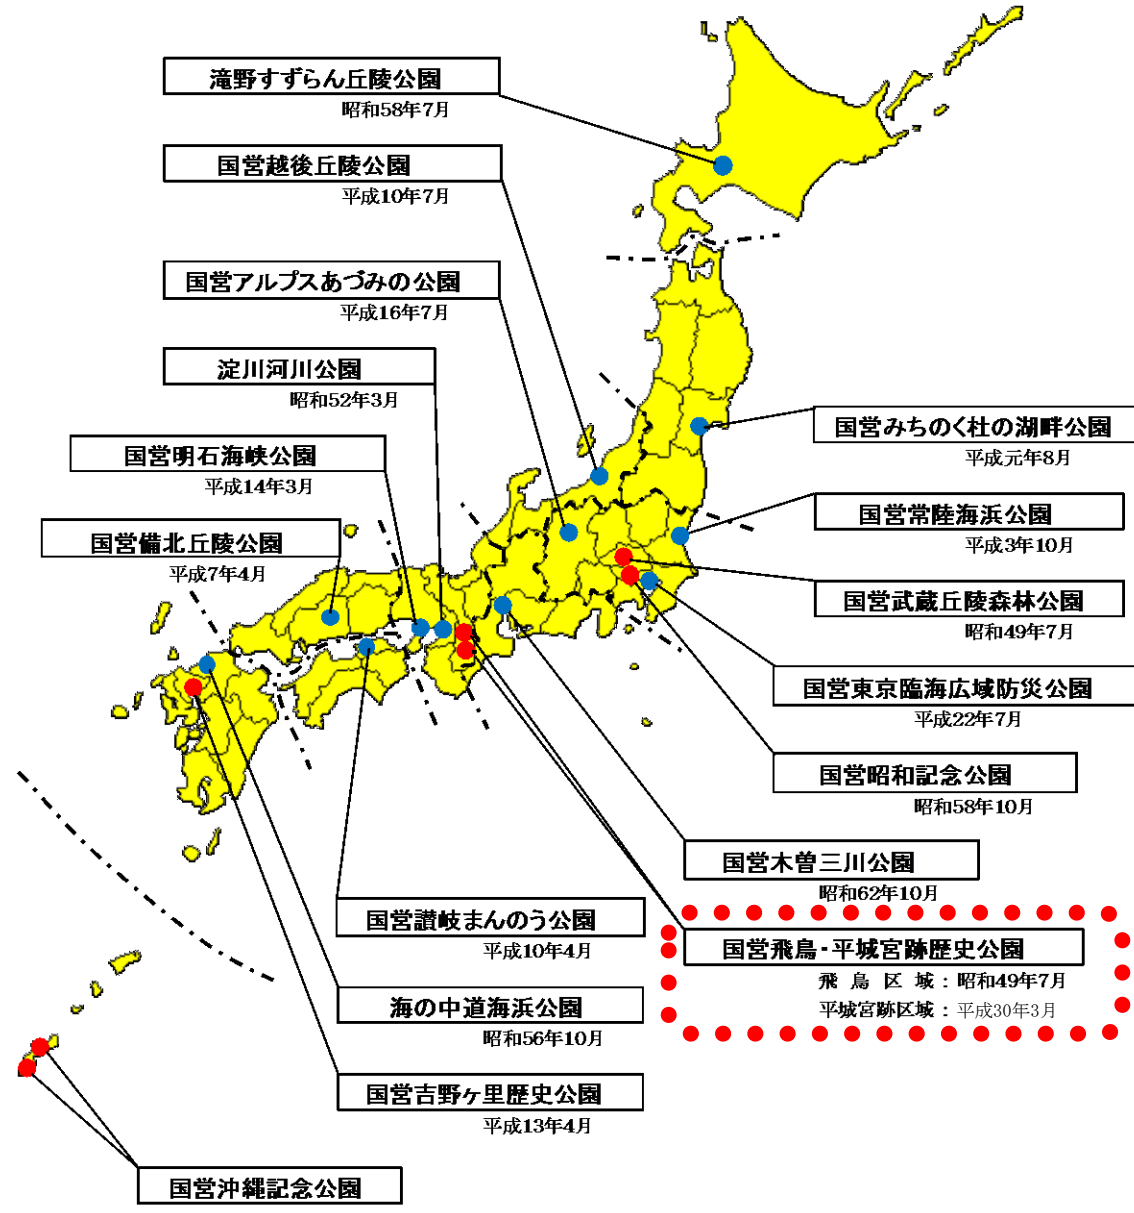 滝野すずらん丘陵公園
昭和58年7月
国営越後丘陵公園
平成10年7月
国営アルプスあづみの公園
平成16年7月
淀川河川公園
昭和52年3月
国営明石海峡公園
平成14年3月
国営備北丘陵公園
平成7年4月
国営みちのく杜の湖畔公園
平成元年8月
国営常陸海浜公園
平成3年10月
国営武蔵丘陵森林公園
昭和49年7月
国営東京臨海広域防災公園
平成22年7月
国営昭和記念公園
昭和58年10月
国営木曽三川公園
昭和62年10月
国営飛鳥・平城宮跡歴史公園
飛 鳥 区 域 : 昭和49年7月
平城宮跡区域 : 平成30年3月
国営讃岐まんのう公園
平成10年4月
海の中道海浜公園
昭和56年10月
国営吉野ヶ里歴史公園
平成13年4月
国営沖縄記念公園